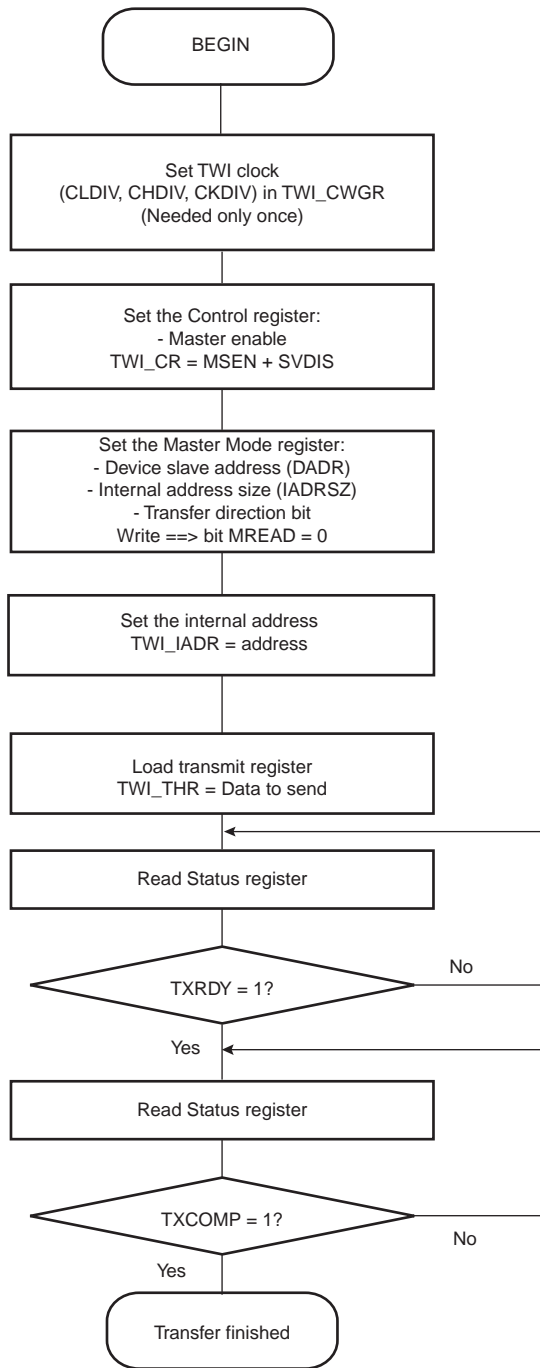 BEGIN
Set TWI clock
(CLDIV, CHDIV, CKDIV) in TWI_CWGR
(Needed only once)
Set the Control register:
- Master enable
TWI_CR = MSEN + SVDIS
Set the Master Mode register:
- Device slave address (DADR)
- Internal address size (IADRSZ)
- Transfer direction bit
Write ==> bit MREAD = 0
Set the internal address
TWI_IADR = address
Load transmit register
TWI_THR = Data to send
Read Status register
TXRDY = 1?
No
Yes
Read Status register
TXCOMP = 1?
No
Yes
Transfer finished